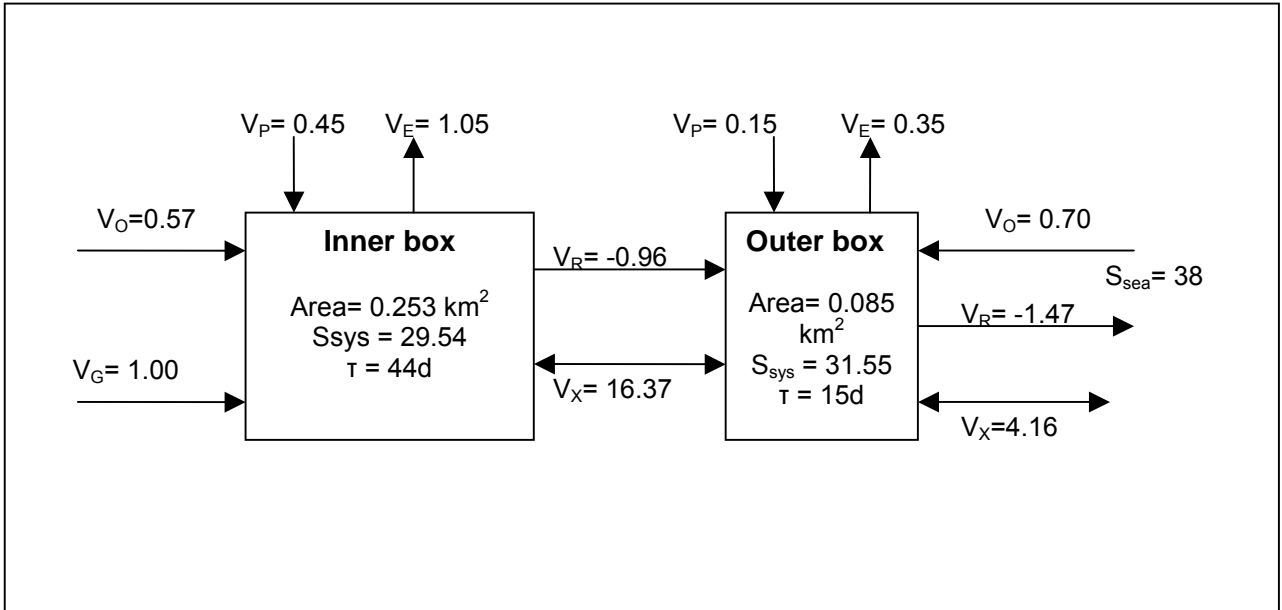 V_P= 0.45
V_E= 1.05
V_P= 0.15
V_E= 0.35
V_O=0.57
V_G= 1.00
Inner box
Area= 0.253 km²
Ssys = 29.54
τ = 44d
V_R= -0.96
V_X= 16.37
Outer box
Area= 0.085
km²
S_sys = 31.55
τ = 15d
V_O= 0.70
S_sea= 38
V_R= -1.47
V_X=4.16